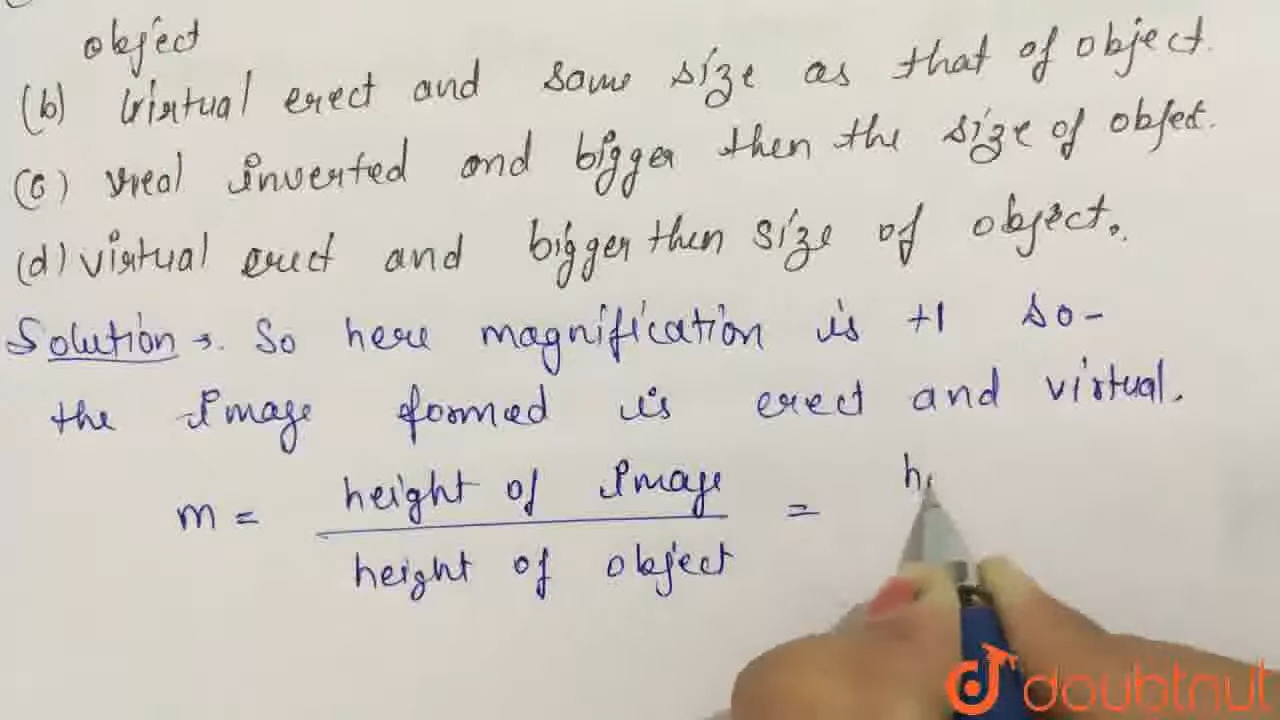 object
(b) virtual erect and same size as that of object.
(c) real inverted and bigger then the size of object.
(d) virtual erect and bigger then size of object.
Solution → So here magnification is +1 so-
the Image formed is erect and virtual.
m = height of Image / height of object = hi
doubtnut